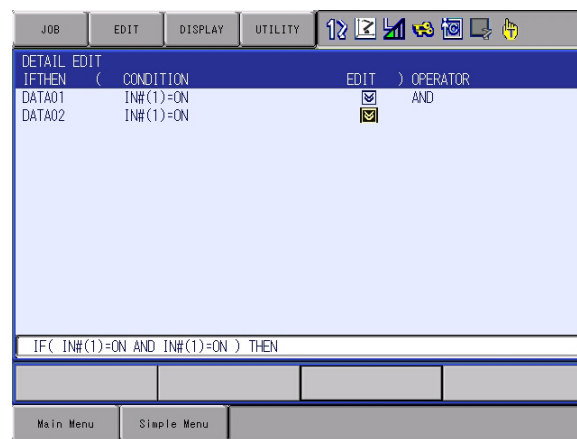 JOB EDIT DISPLAY UTILITY
DETAIL EDIT
IFTHEN ( CONDITION EDIT ) OPERATOR
DATA01 IN#(1)=ON AND
DATA02 IN#(1)=ON
IF( IN#(1)=ON AND IN#(1)=ON ) THEN
Main Menu Simple Menu